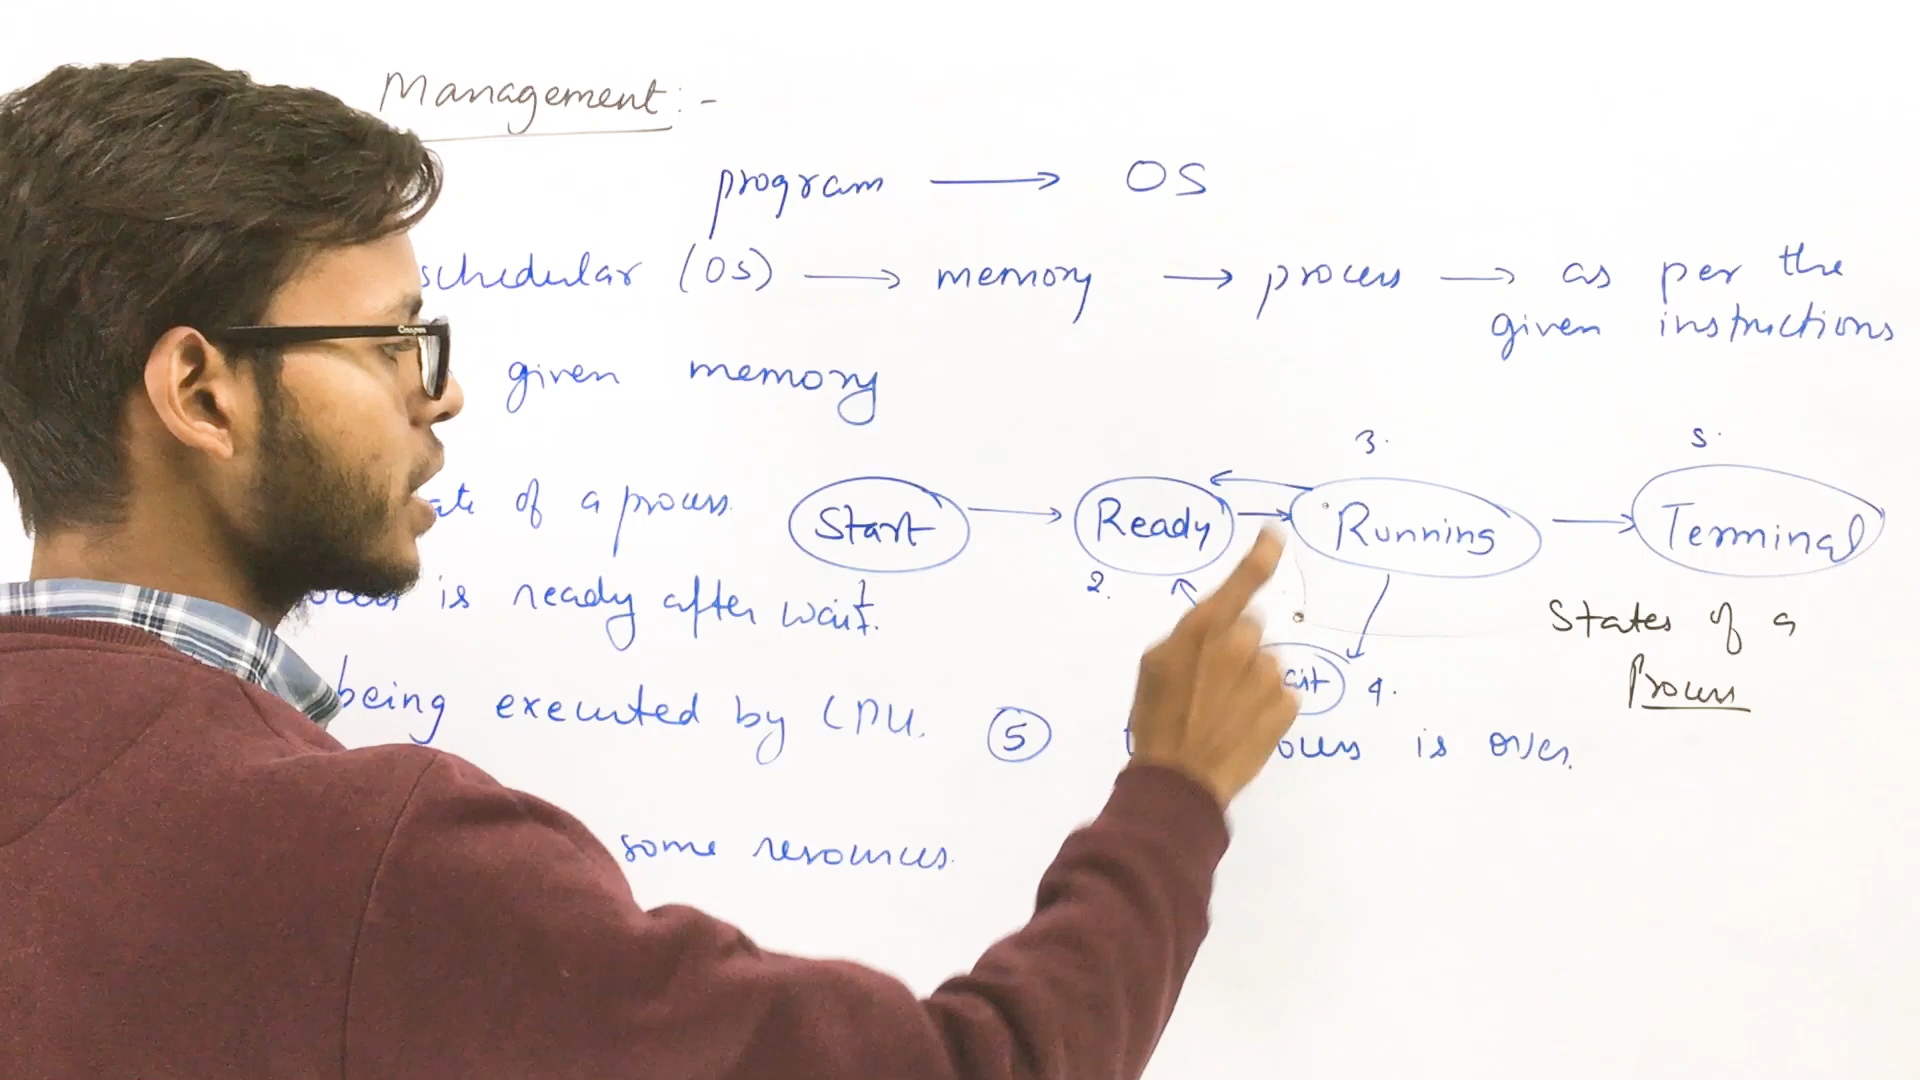 Management:-
program → OS
schedular (OS) → memory → process → as per the
given instructions
given memory
3. 5.
of a process
Start → Ready → Running → Terminal
2.
is ready after wait.
States of a
Process
4.
being executed by CPU. 5
is over.
some resources.